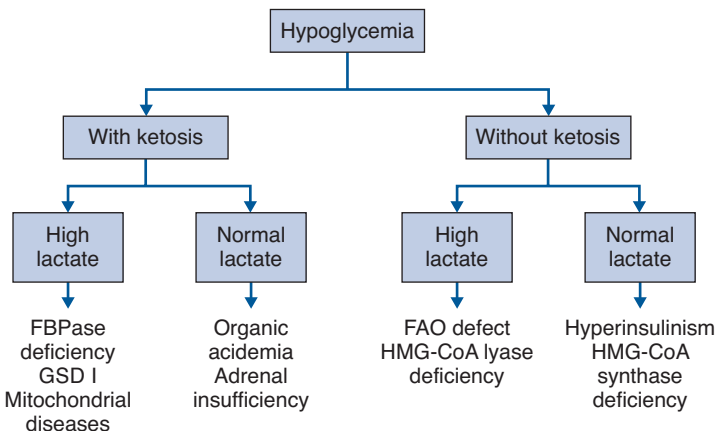 Hypoglycemia
With ketosis
Without ketosis
High
lactate
Normal
lactate
High
lactate
Normal
lactate
FBPase
deficiency
GSD I
Mitochondrial
diseases
Organic
acidemia
Adrenal
insufficiency
FAO defect
HMG-CoA lyase
deficiency
Hyperinsulinism
HMG-CoA
synthase
deficiency